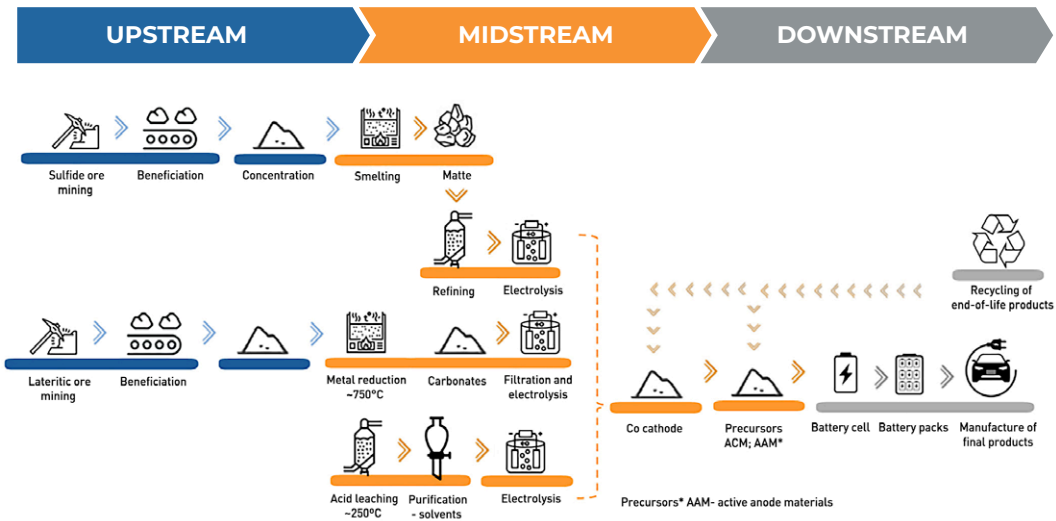 UPSTREAM
MIDSTREAM
DOWNSTREAM
Sulfide ore
mining
Beneficiation
Concentration
Smelting
Matte
Refining
Electrolysis
Recycling of
end-of-life products
Lateritic ore
mining
Beneficiation
Metal reduction
~750°C
Carbonates
Filtration and
electrolysis
Co cathode
Precursors
ACM; AAM*
Battery cell
Battery packs
Manufacture of
final products
Acid leaching
~250°C
Purification
- solvents
Electrolysis
Precursors* AAM- active anode materials